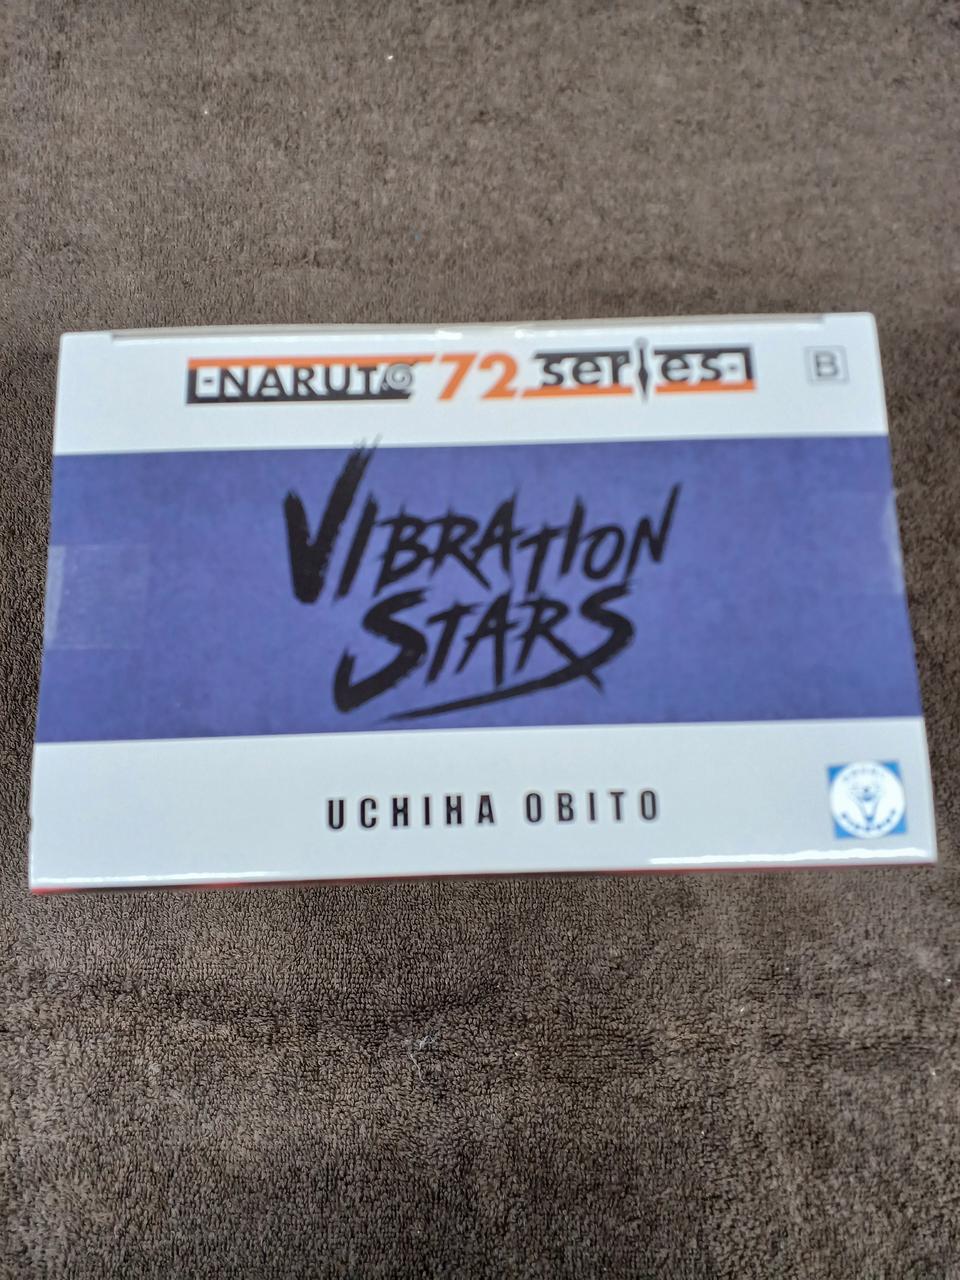 -NARUTO 72 series-
B
VIBRATION
STARS
UCHIHA OBITO